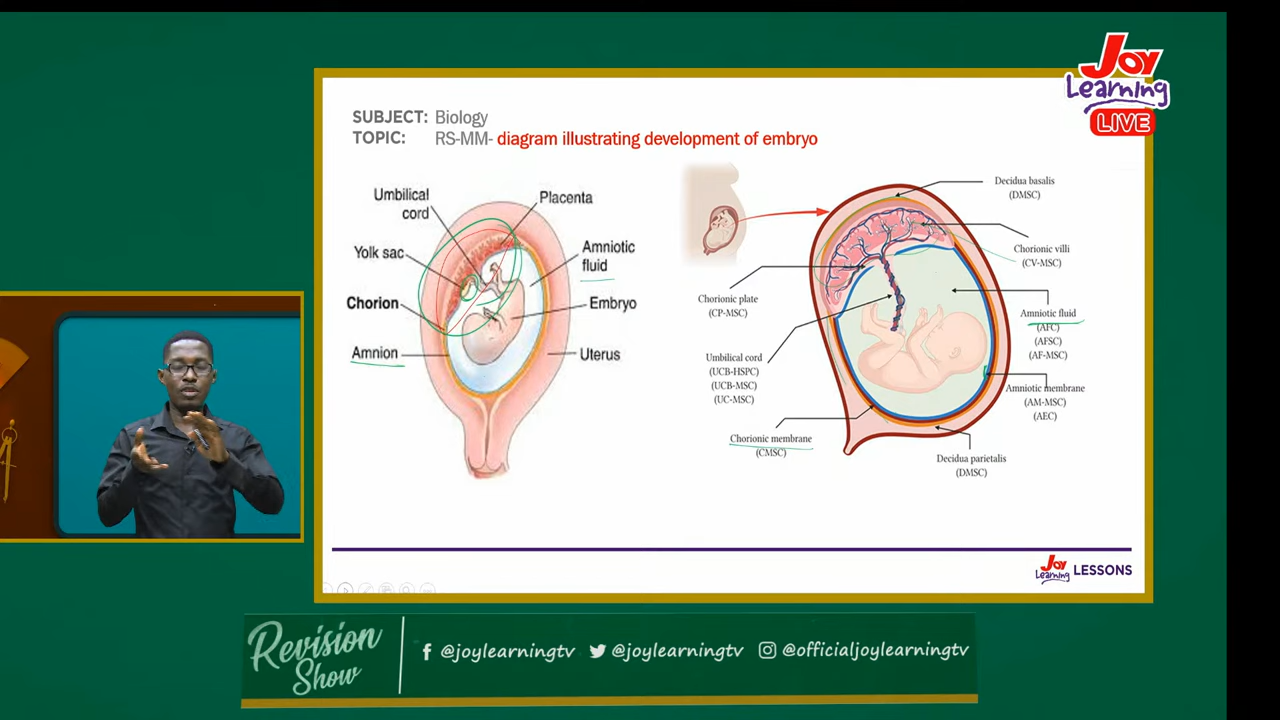 Joy
Learning
LIVE
SUBJECT: Biology
TOPIC: RS-MM- diagram illustrating development of embryo
Umbilical
cord
Placenta
Yolk sac
Amniotic
fluid
Chorion
Embryo
Amnion
Uterus
Decidua basalis
(DMSC)
Chorionic villi
(CV-MSC)
Chorionic plate
(CP-MSC)
Amniotic fluid
(AFC)
(AFSC)
(AF-MSC)
Umbilical cord
(UCB-HSPC)
(UCB-MSC)
(UC-MSC)
Amniotic membrane
(AM-MSC)
(AEC)
Chorionic membrane
(CMSC)
Decidua parietalis
(DMSC)
Joy
Learning LESSONS
Revision
Show
@joylearningtv @joylearningtv @officialjoylearningtv